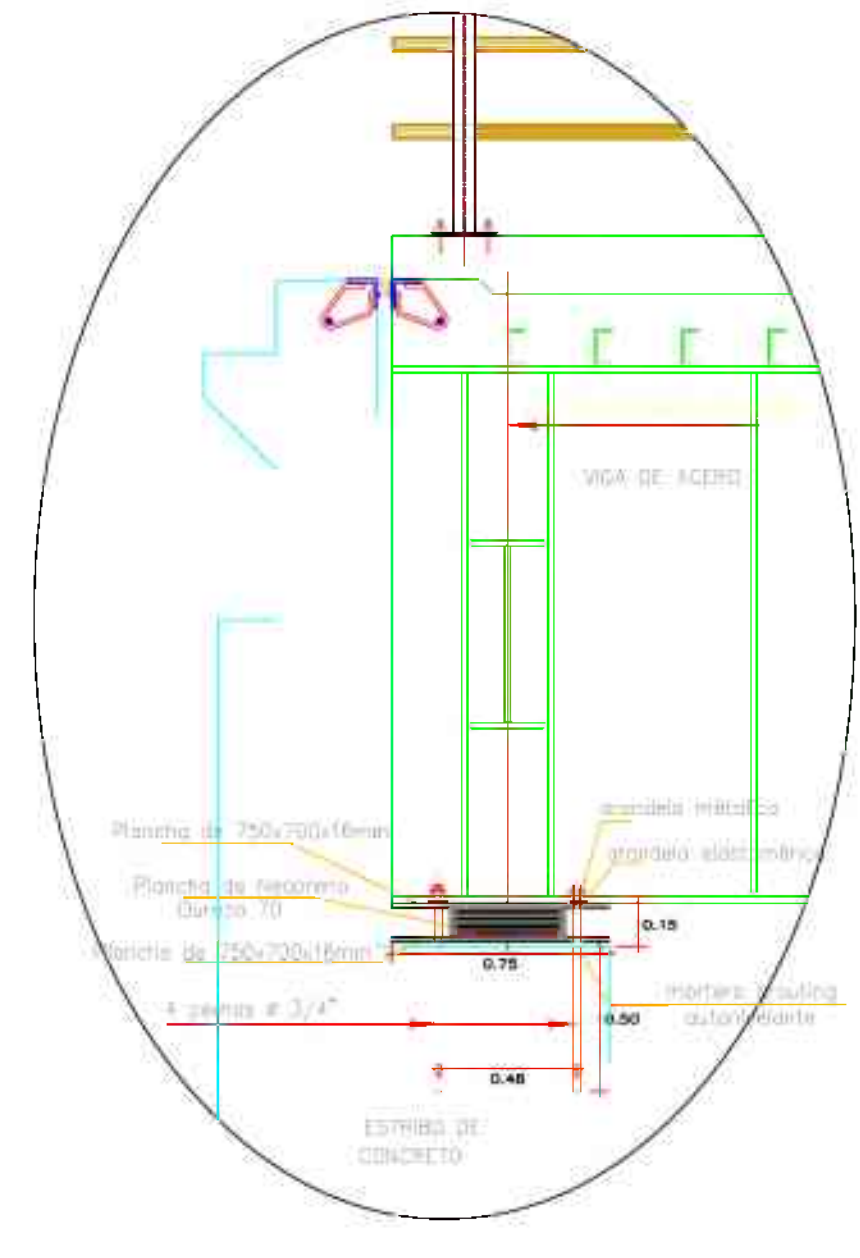 VIGA DE ACERO
arandela metalica
Plancha de 750x700x16mm
arandela elastomérica
Plancha de Neopreno
Dureza 70
0.15
Plancha de 750x700x16mm
0.75
mortero grouting
4 pernos ø 3/4"
0.50
autonivelante
0.48
ESTRIBO DE
CONCRETO